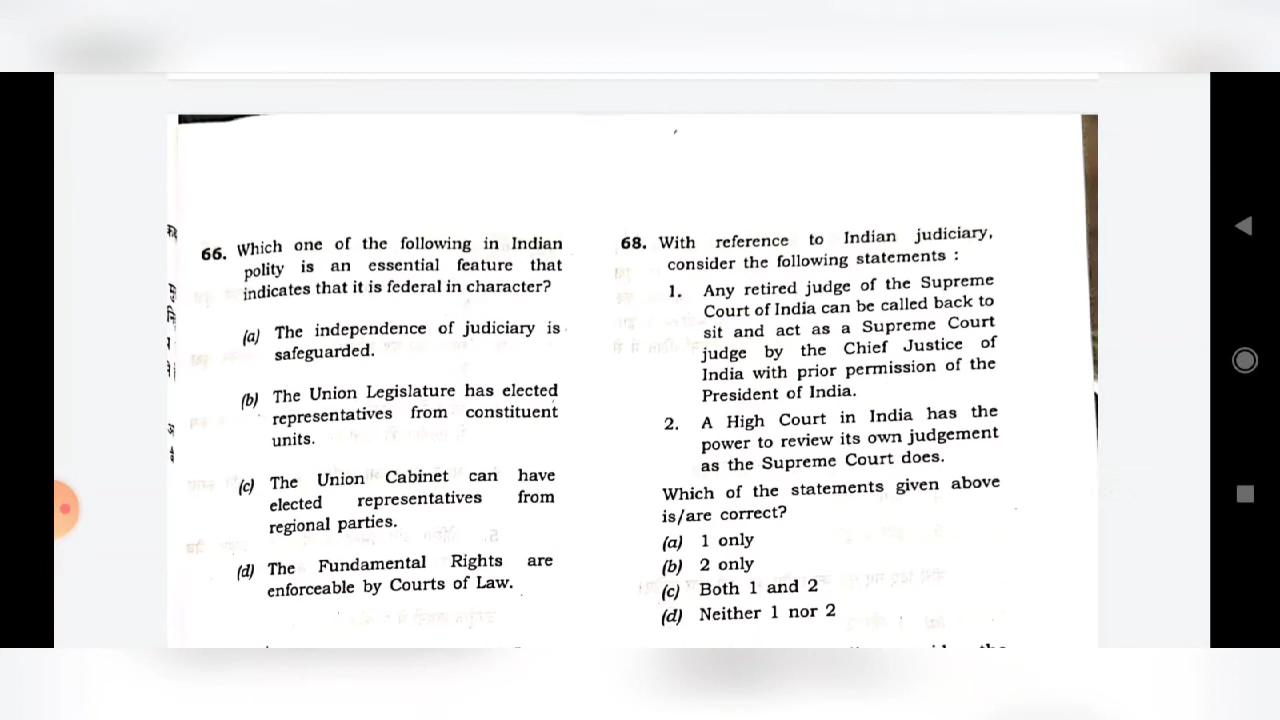 66. Which one of the following in Indian
polity is an essential feature that
indicates that it is federal in character?
(a) The independence of judiciary is
safeguarded.
(b) The Union Legislature has elected
representatives from constituent
units.
(c) The Union Cabinet can have
elected representatives from
regional parties.
(d) The Fundamental Rights are
enforceable by Courts of Law.
68. With reference to Indian judiciary,
consider the following statements :
1. Any retired judge of the Supreme
Court of India can be called back to
sit and act as a Supreme Court
judge by the Chief Justice of
India with prior permission of the
President of India.
2. A High Court in India has the
power to review its own judgement
as the Supreme Court does.
Which of the statements given above
is/are correct?
(a) 1 only
(b) 2 only
(c) Both 1 and 2
(d) Neither 1 nor 2